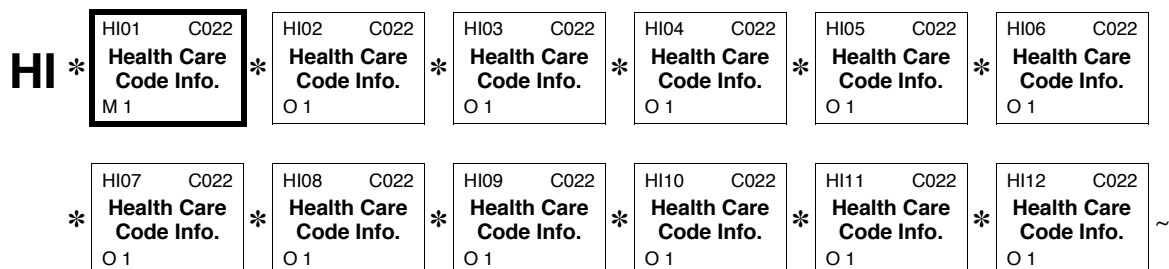 HI01 C022 HI02 C022 HI03 C022 HI04 C022 HI05 C022 HI06 C022
HI * Health Care * Health Care * Health Care * Health Care * Health Care * Health Care
Code Info. Code Info. Code Info. Code Info. Code Info. Code Info.
M 1 O 1 O 1 O 1 O 1 O 1
HI07 C022 HI08 C022 HI09 C022 HI10 C022 HI11 C022 HI12 C022
* Health Care * Health Care * Health Care * Health Care * Health Care * Health Care ~
Code Info. Code Info. Code Info. Code Info. Code Info. Code Info.
O 1 O 1 O 1 O 1 O 1 O 1